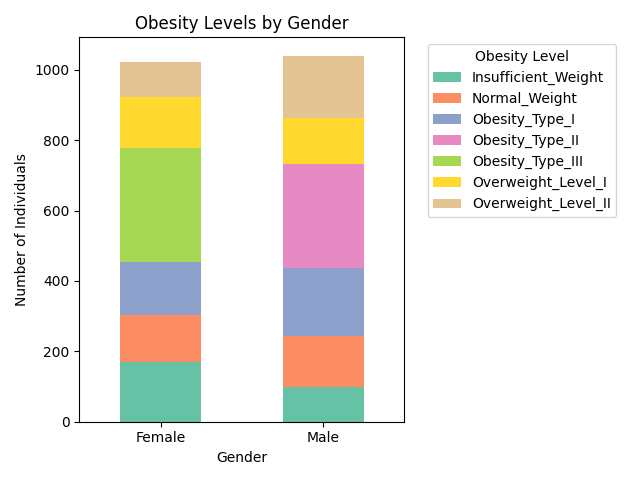 Obesity Levels by Gender
Number of Individuals
1000
800
600
400
200
0
Female
Male
Gender
Obesity Level
Insufficient_Weight
Normal_Weight
Obesity_Type_I
Obesity_Type_II
Obesity_Type_III
Overweight_Level_I
Overweight_Level_II